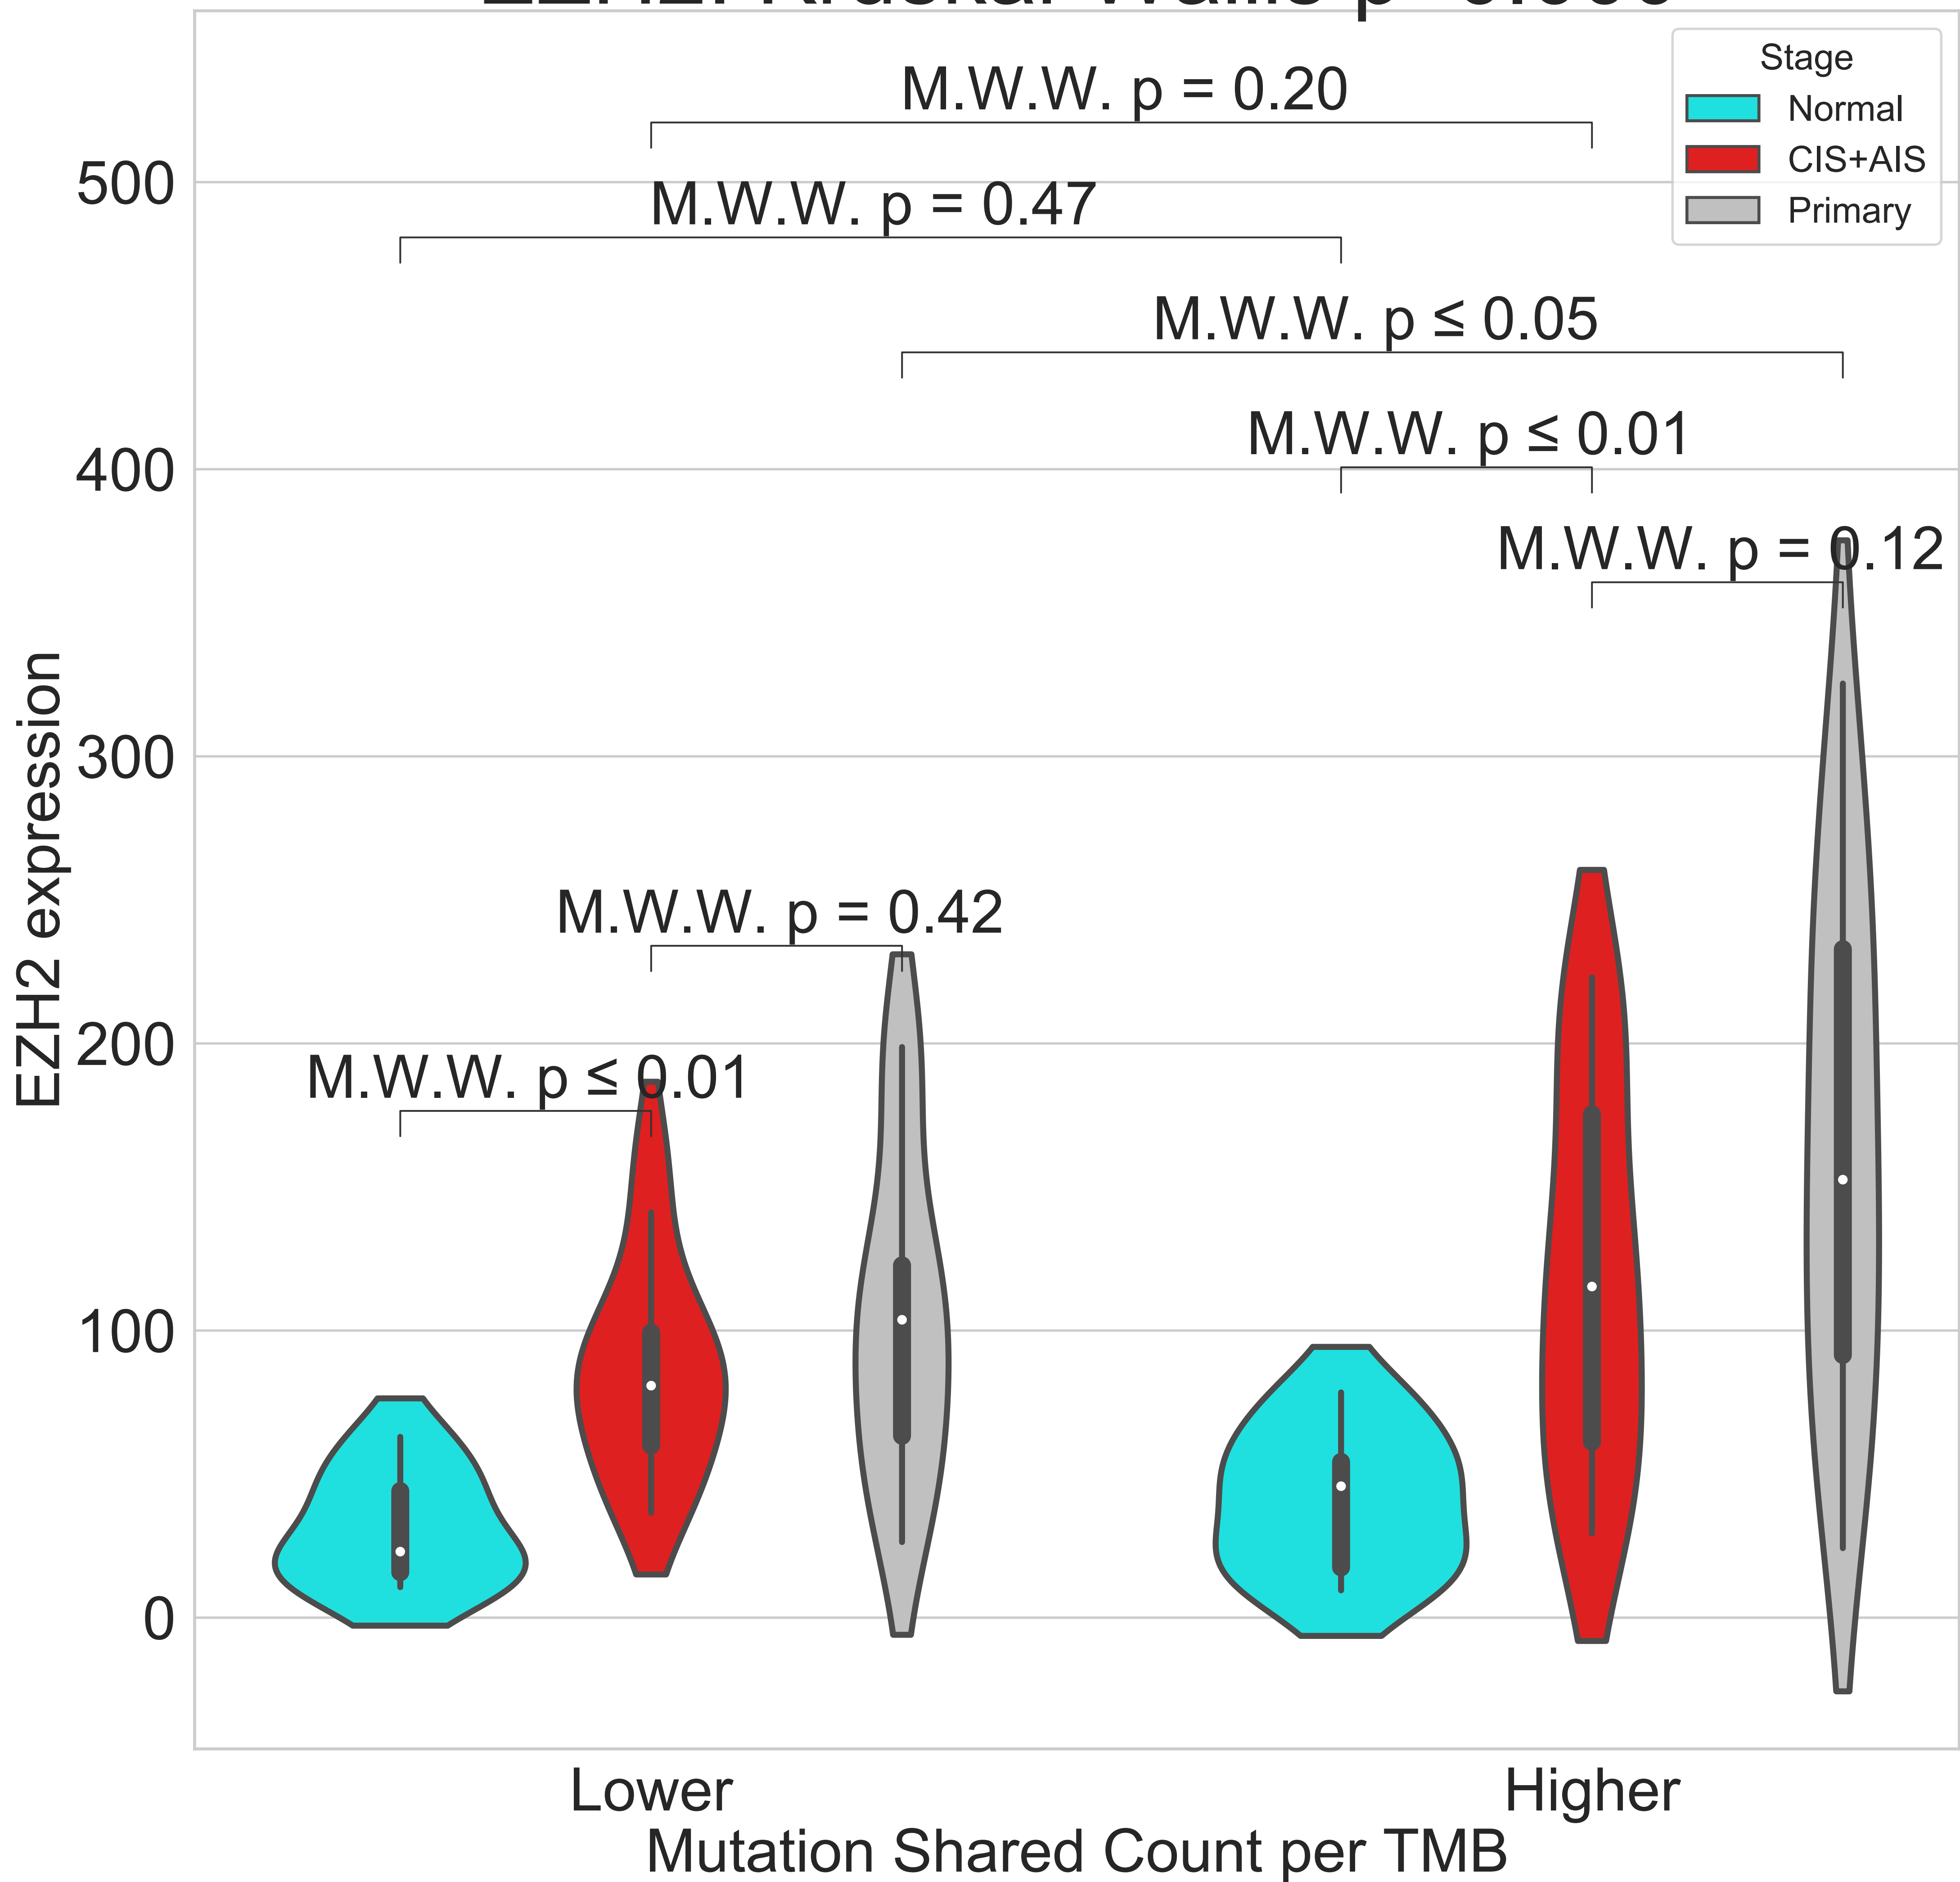 Stage
Normal
CIS+AIS
Primary
M.W.W. p = 0.20
M.W.W. p = 0.47
M.W.W. p ≤ 0.05
M.W.W. p ≤ 0.01
M.W.W. p = 0.12
M.W.W. p = 0.42
M.W.W. p ≤ 0.01
500
400
300
200
100
0
EZH2 expression
Lower
Higher
Mutation Shared Count per TMB